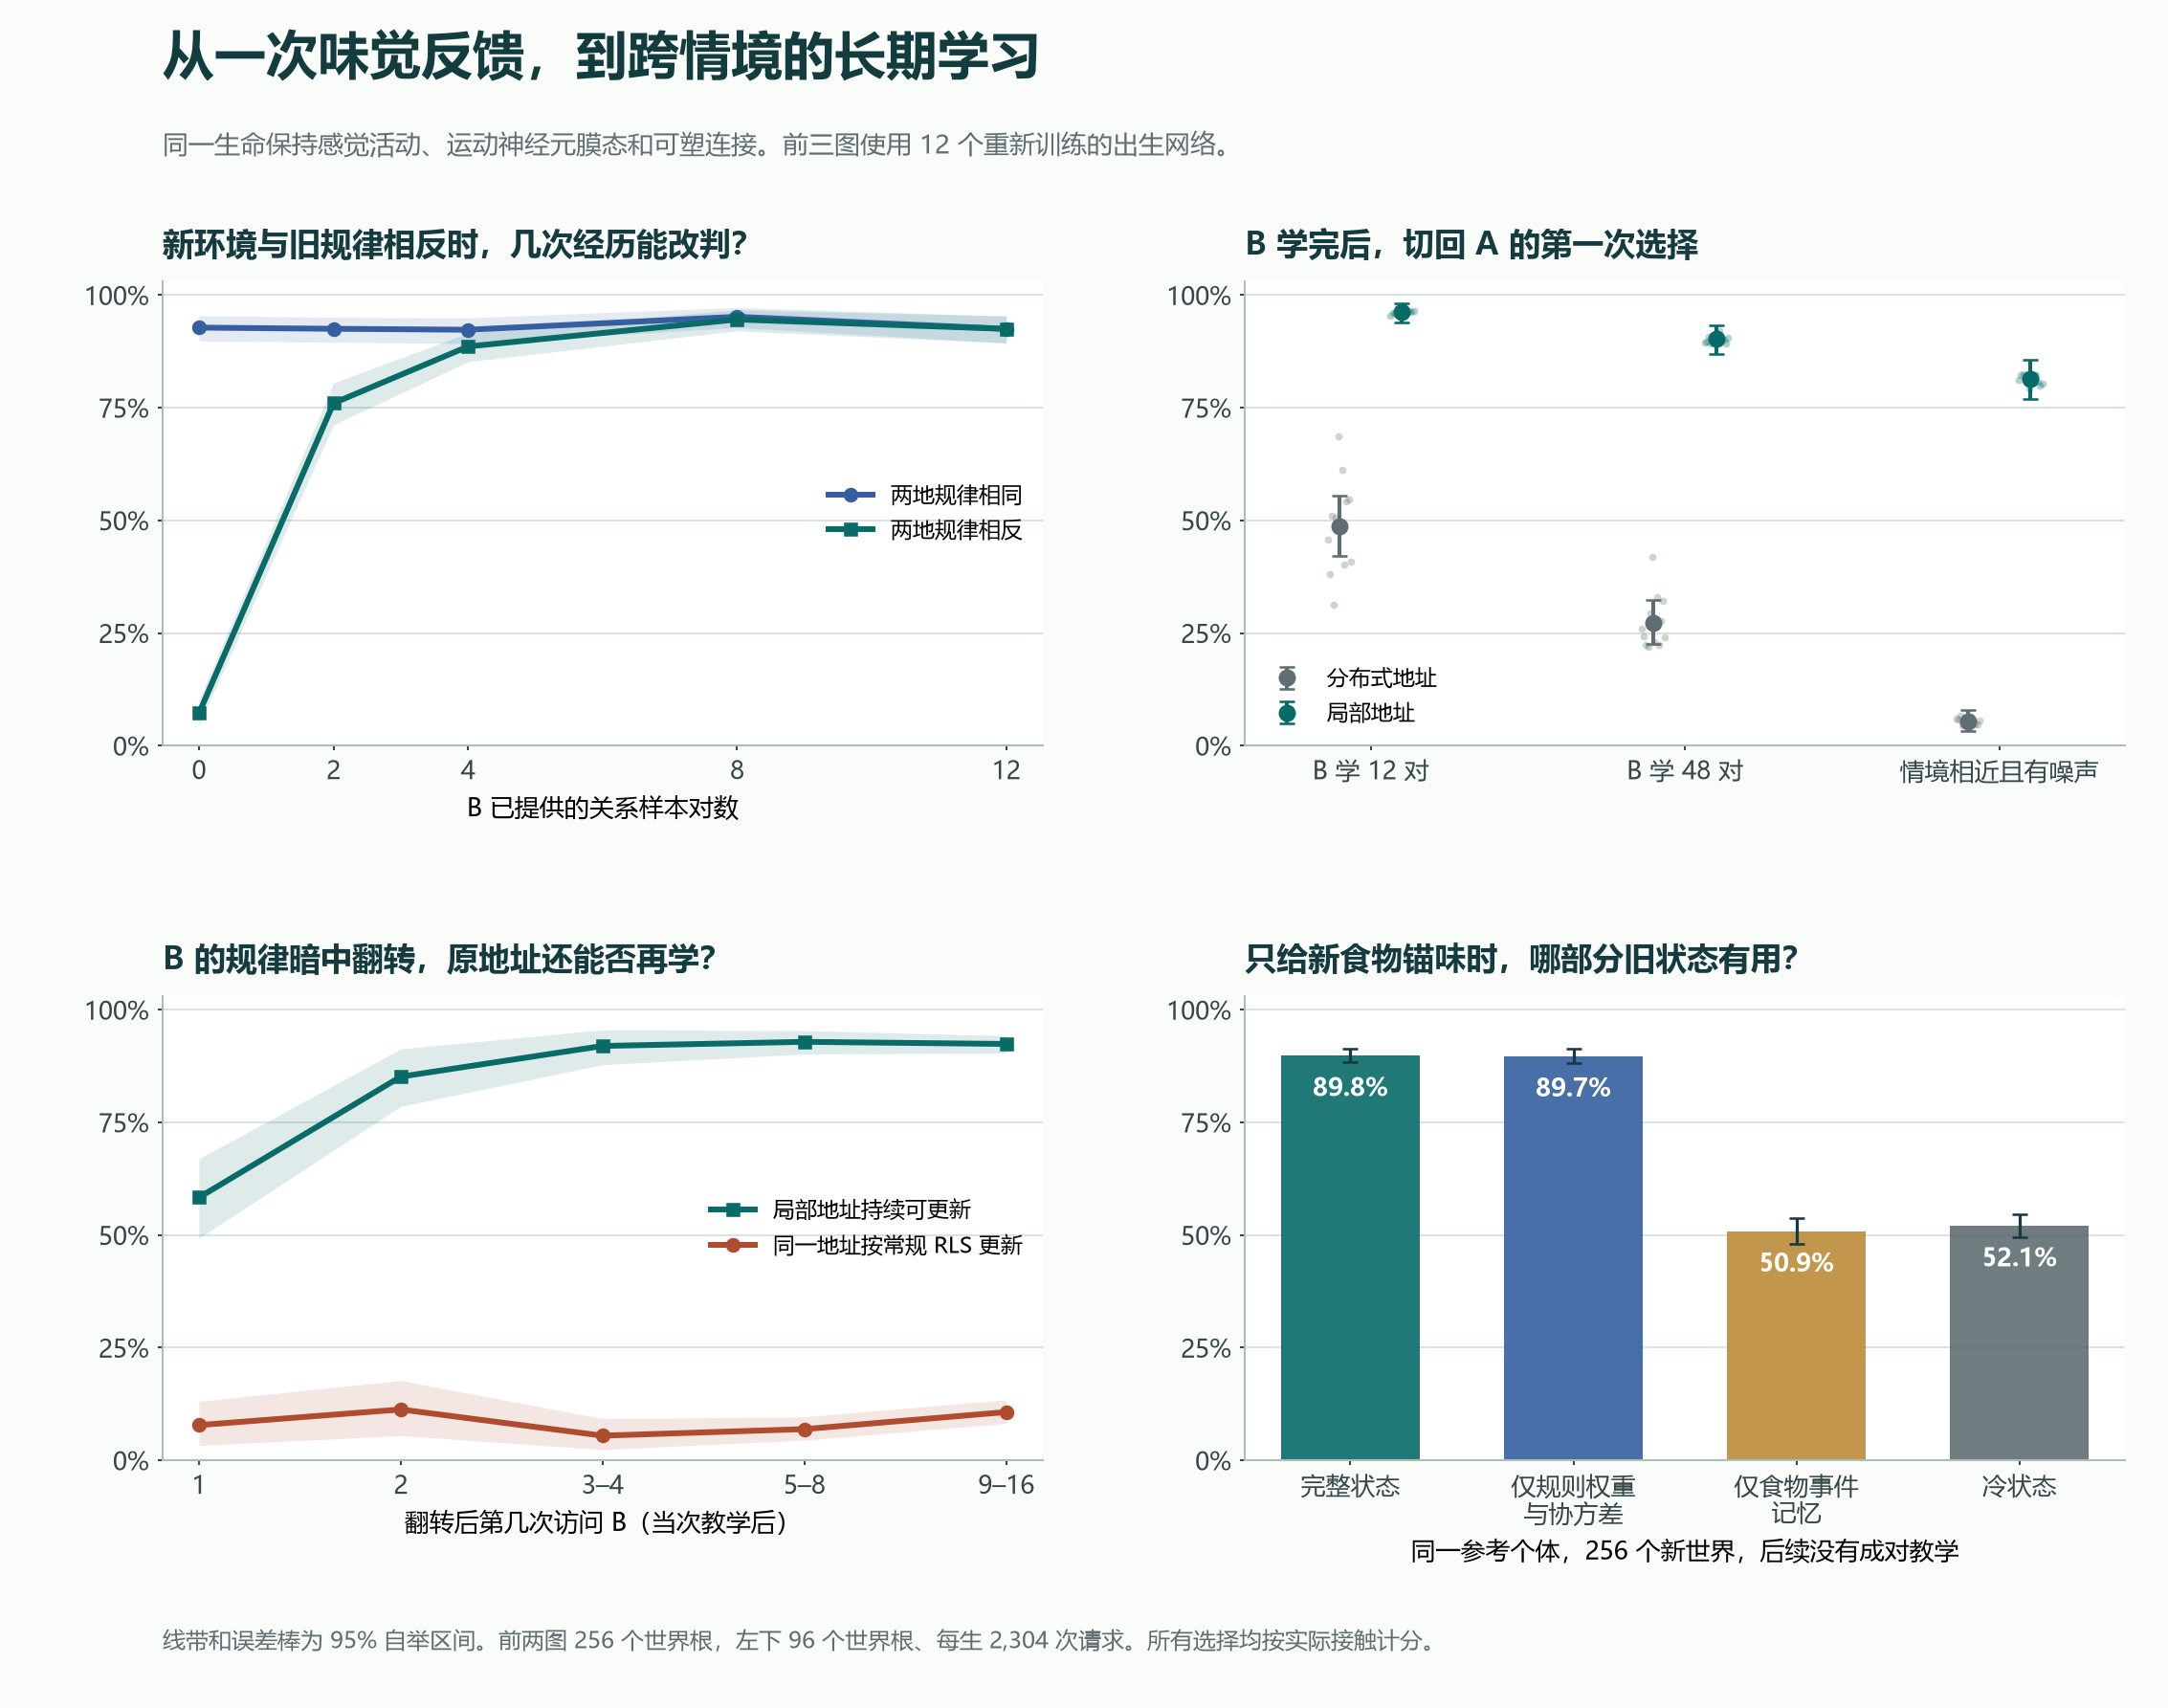 从一次味觉反馈，到跨情境的长期学习
同一生命保持感觉活动、运动神经元膜态和可塑连接。前三图使用 12 个重新训练的出生网络。
新环境与旧规律相反时，几次经历能改判？
100%
75%
50%
25%
0%
两地规律相同
两地规律相反
0
2
4
8
12
B 已提供的关系样本对数
B 学完后，切回 A 的第一次选择
100%
75%
50%
25%
0%
分布式地址
局部地址
B 学 12 对
B 学 48 对
情境相近且有噪声
B 的规律暗中翻转，原地址还能否再学？
100%
75%
50%
25%
0%
局部地址持续可更新
同一地址按常规 RLS 更新
1
2
3–4
5–8
9–16
翻转后第几次访问 B（当次教学后）
只给新食物锚味时，哪部分旧状态有用？
100%
75%
50%
25%
0%
89.8%
89.7%
50.9%
52.1%
完整状态
仅规则权重
与协方差
仅食物事件
记忆
冷状态
同一参考个体，256 个新世界，后续没有成对教学
线带和误差棒为 95% 自举区间。前两图 256 个世界根，左下 96 个世界根、每生 2,304 次请求。所有选择均按实际接触计分。